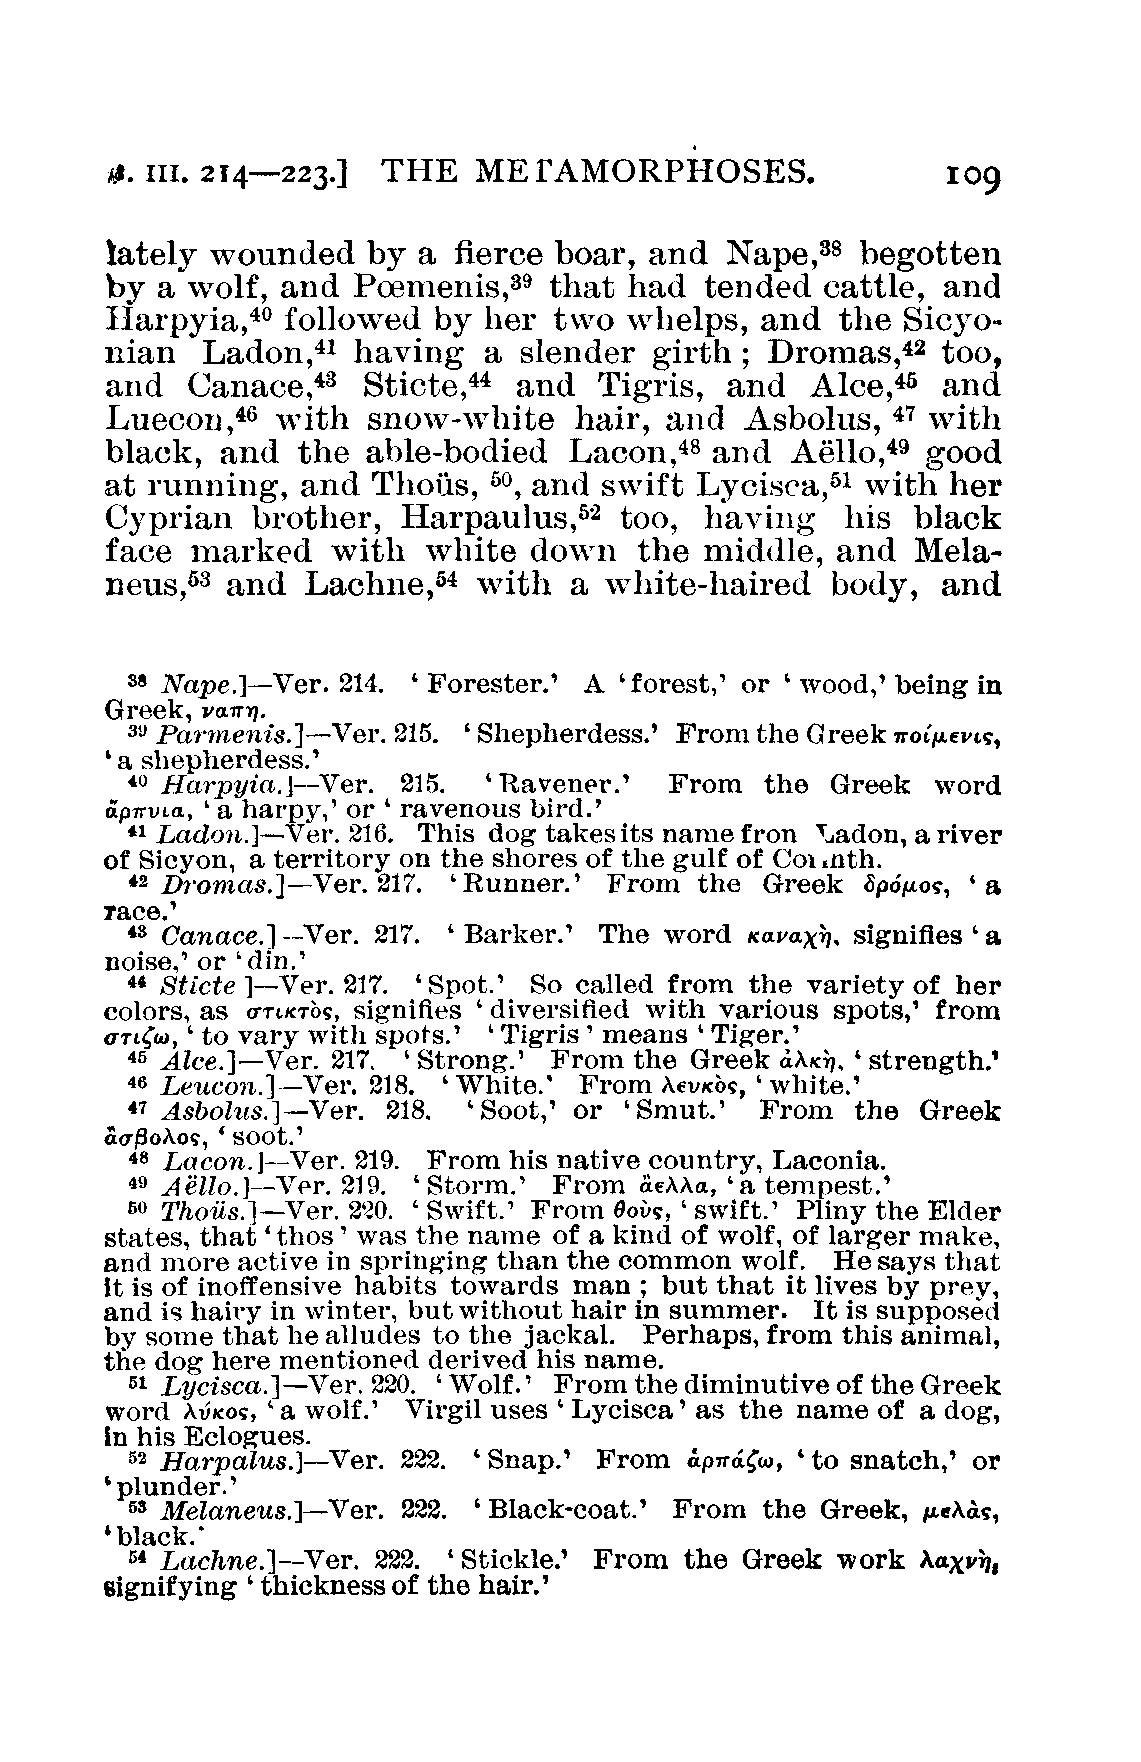 B. III. 214—223.] THE METAMORPHOSES. 109
lately wounded by a fierce boar, and Nape,³⁸ begotten
by a wolf, and Pœmenis,³⁹ that had tended cattle, and
Harpyia,⁴⁰ followed by her two whelps, and the Sicyo-
nian Ladon,⁴¹ having a slender girth; Dromas,⁴² too,
and Canace,⁴³ Sticte,⁴⁴ and Tigris, and Alce,⁴⁵ and
Luecon,⁴⁶ with snow-white hair, and Asbolus, ⁴⁷ with
black, and the able-bodied Lacon,⁴⁸ and Aëllo,⁴⁹ good
at running, and Thoüs, ⁵⁰, and swift Lycisca,⁵¹ with her
Cyprian brother, Harpaulus,⁵² too, having his black
face marked with white down the middle, and Mela-
neus,⁵³ and Lachne,⁵⁴ with a white-haired body, and
³⁸ Nape.]—Ver. 214. ‘Forester.’ A ‘forest,’ or ‘wood,’ being in
Greek, ναπη.
³⁹ Parmenis.]—Ver. 215. ‘Shepherdess.’ From the Greek ποίμενις,
‘a shepherdess.’
⁴⁰ Harpyia.]—Ver. 215. ‘Ravener.’ From the Greek word
ἅρπυια, ‘a harpy,’ or ‘ravenous bird.’
⁴¹ Ladon.]—Ver. 216. This dog takes its name fron Ladon, a river
of Sicyon, a territory on the shores of the gulf of Corinth.
⁴² Dromas.]—Ver. 217. ‘Runner.’ From the Greek δρόμος, ‘a
race.’
⁴³ Canace.]—Ver. 217. ‘Barker.’ The word καναχὴ, signifies ‘a
noise,’ or ‘din.’
⁴⁴ Sticte ]—Ver. 217. ‘Spot.’ So called from the variety of her
colors, as στικτὸς, signifies ‘diversified with various spots,’ from
στιζω, ‘to vary with spots.’ ‘Tigris’ means ‘Tiger.’
⁴⁵ Alce.]—Ver. 217. ‘Strong.’ From the Greek ἀλκὴ, ‘strength.’
⁴⁶ Leucon.]—Ver. 218. ‘White.’ From λευκὸς, ‘white.’
⁴⁷ Asbolus.]—Ver. 218. ‘Soot,’ or ‘Smut.’ From the Greek
ἄσβολος, ‘soot.’
⁴⁸ Lacon.]—Ver. 219. From his native country, Laconia.
⁴⁹ Aëllo.]—Ver. 219. ‘Storm.’ From ἄελλα, ‘a tempest.’
⁵⁰ Thoüs.]—Ver. 220. ‘Swift.’ From θοὺς, ‘swift.’ Pliny the Elder
states, that ‘thos’ was the name of a kind of wolf, of larger make,
and more active in springing than the common wolf. He says that
it is of inoffensive habits towards man; but that it lives by prey,
and is hairy in winter, but without hair in summer. It is supposed
by some that he alludes to the jackal. Perhaps, from this animal,
the dog here mentioned derived his name.
⁵¹ Lycisca.]—Ver. 220. ‘Wolf.’ From the diminutive of the Greek
word λύκος, ‘a wolf.’ Virgil uses ‘Lycisca’ as the name of a dog,
in his Eclogues.
⁵² Harpalus.]—Ver. 222. ‘Snap.’ From ἁρπάζω, ‘to snatch,’ or
‘plunder.’
⁵³ Melaneus.]—Ver. 222. ‘Black-coat.’ From the Greek, μελὰς,
‘black.’
⁵⁴ Lachne.]—Ver. 222. ‘Stickle.’ From the Greek work λαχνὴ,
signifying ‘thickness of the hair.’